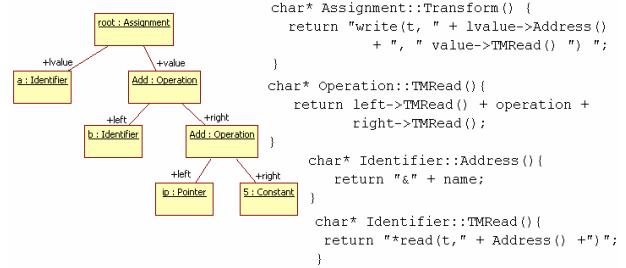 root : Assignment
+lvalue
+value
a : Identifier
Add : Operation
+left
+right
b : Identifier
Add : Operation
+left
+right
ip : Pointer
5 : Constant
char* Assignment::Transform() {
return "write(t, " + lvalue->Address()
+ ", " value->TMRead() ") ";
}
char* Operation::TMRead(){
return left->TMRead() + operation +
right->TMRead();
}
char* Identifier::Address(){
return "&" + name;
}
char* Identifier::TMRead(){
return "*read(t," + Address() +")";
}